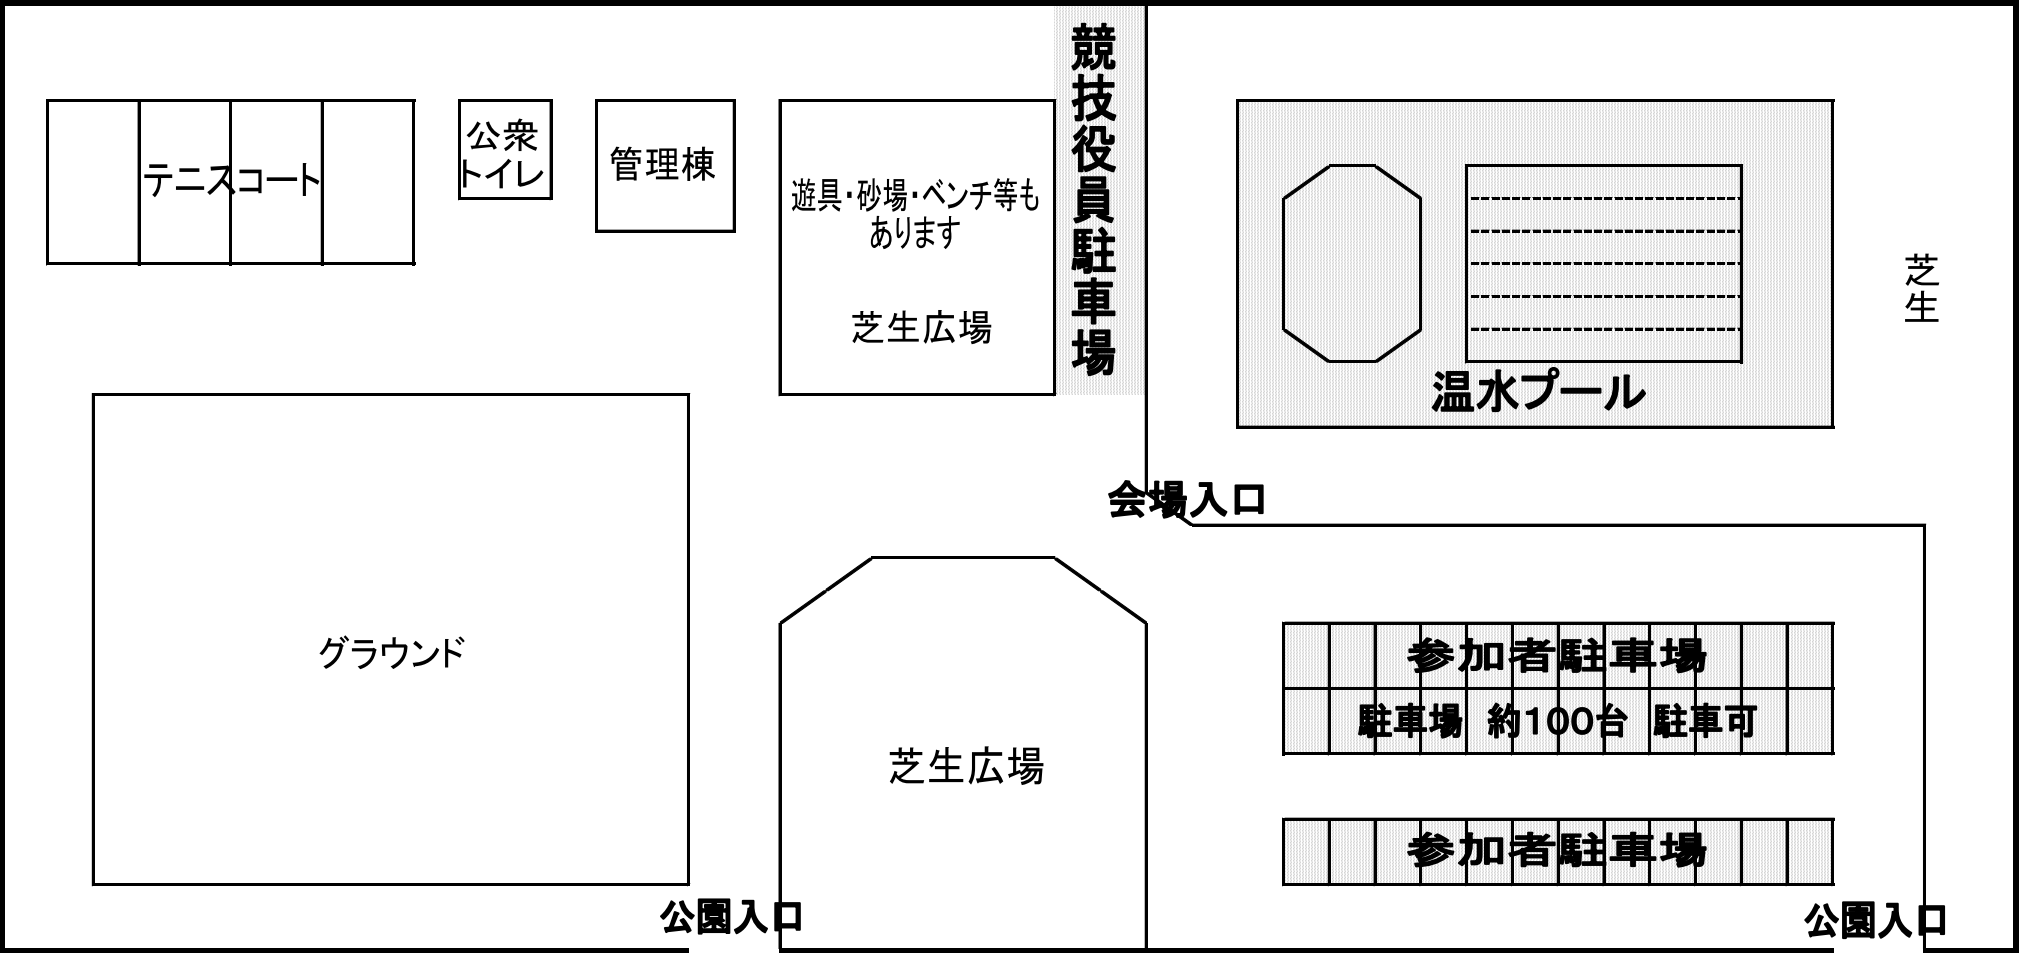 競技役員駐車場
テニスコート
公衆
トイレ
管理棟
遊具・砂場・ベンチ等も
あります
芝生広場
温水プール
芝生
会場入口
グラウンド
芝生広場
参加者駐車場
駐車場　約100台　駐車可
参加者駐車場
公園入口
公園入口